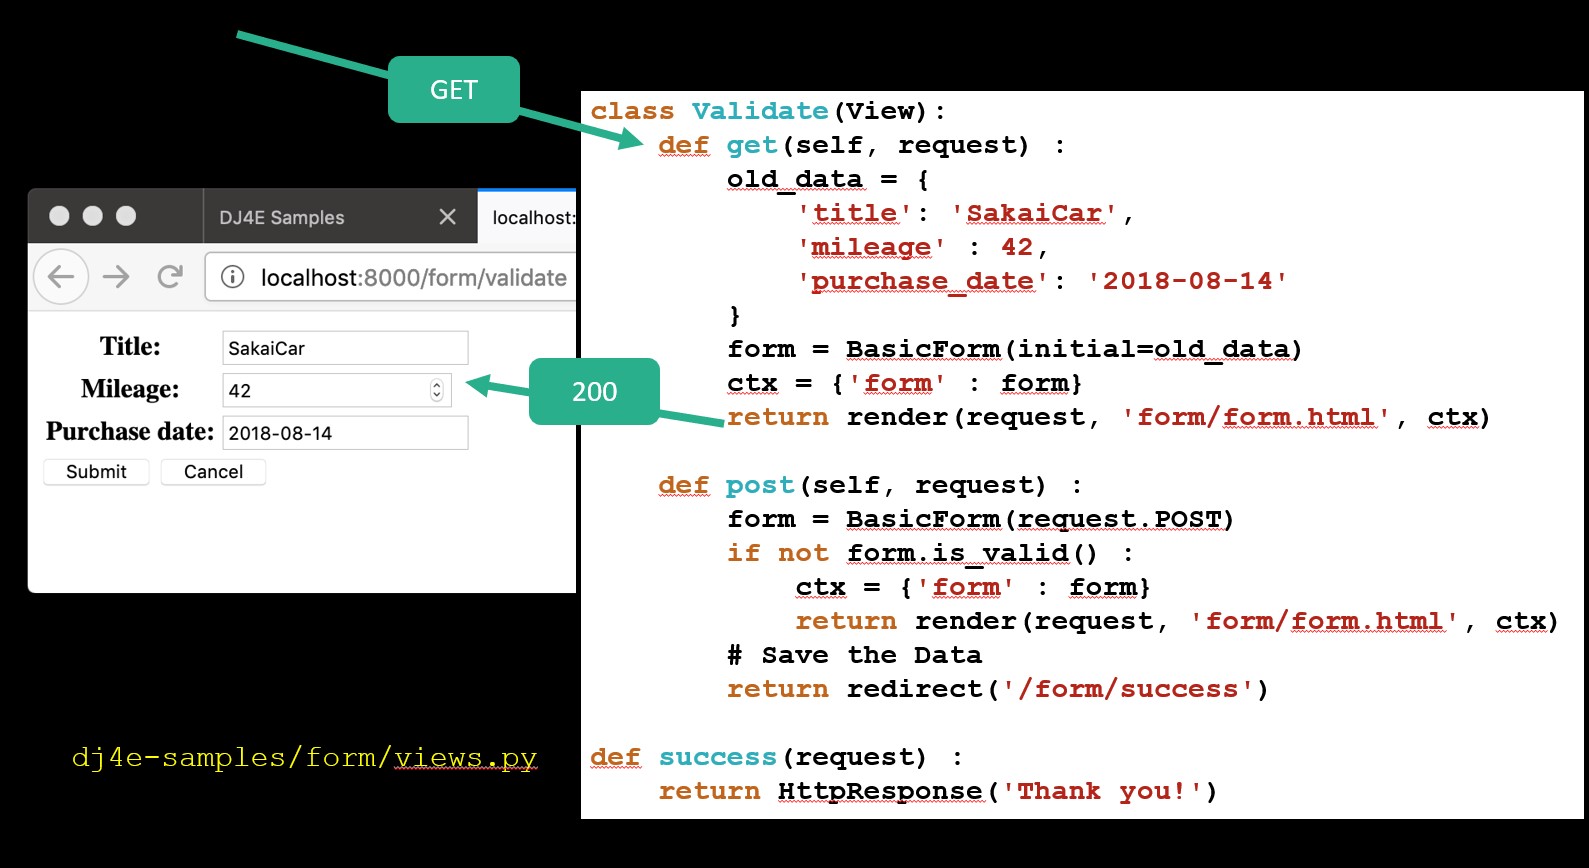 GET
DJ4E Samples
localhost:
localhost:8000/form/validate
Title: SakaiCar
Mileage: 42
Purchase date: 2018-08-14
Submit Cancel
200
dj4e-samples/form/views.py
class Validate(View):
    def get(self, request) :
        old_data = {
            'title': 'SakaiCar',
            'mileage' : 42,
            'purchase_date': '2018-08-14'
        }
        form = BasicForm(initial=old_data)
        ctx = {'form' : form}
        return render(request, 'form/form.html', ctx)
    def post(self, request) :
        form = BasicForm(request.POST)
        if not form.is_valid() :
            ctx = {'form' : form}
            return render(request, 'form/form.html', ctx)
        # Save the Data
        return redirect('/form/success')
def success(request) :
    return HttpResponse('Thank you!')